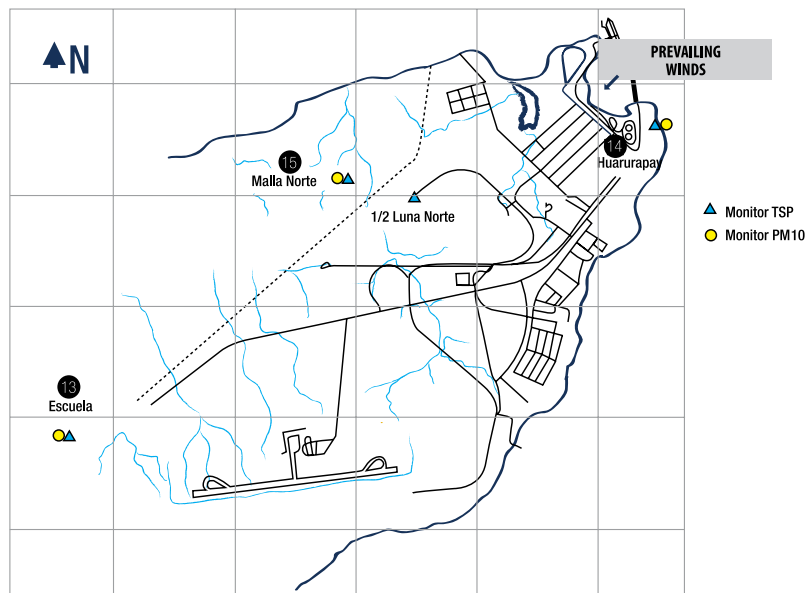 N
PREVAILING
WINDS
14
Huarurapay
15
Malla Norte
1/2 Luna Norte
Monitor TSP
Monitor PM10
13
Escuela